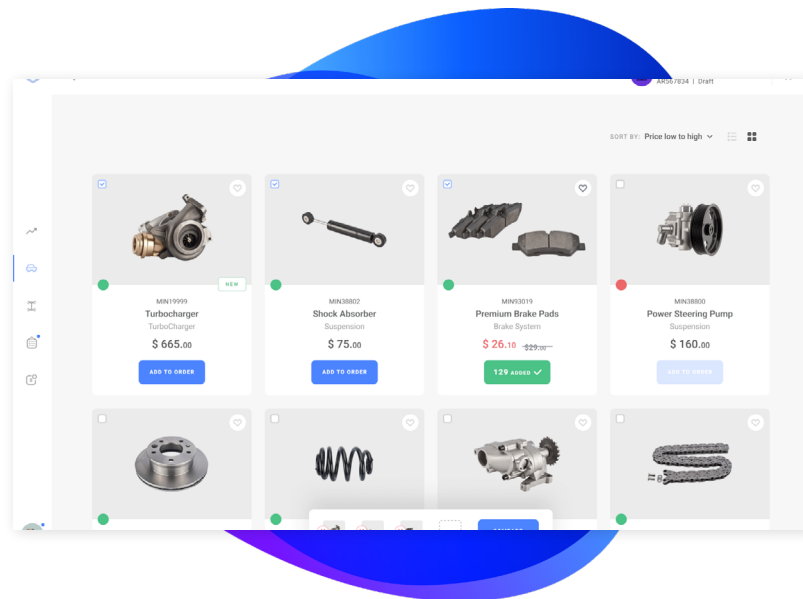 ARS67834 | Draft
SORT BY: Price low to high
NEW
MIN19999
Turbocharger
TurboCharger
$ 665.00
ADD TO ORDER
MIN38802
Shock Absorber
Suspension
$ 75.00
ADD TO ORDER
MIN93019
Premium Brake Pads
Brake System
$ 26.10 $29.00
129 ADDED
MIN38800
Power Steering Pump
Suspension
$ 160.00
ADD TO ORDER